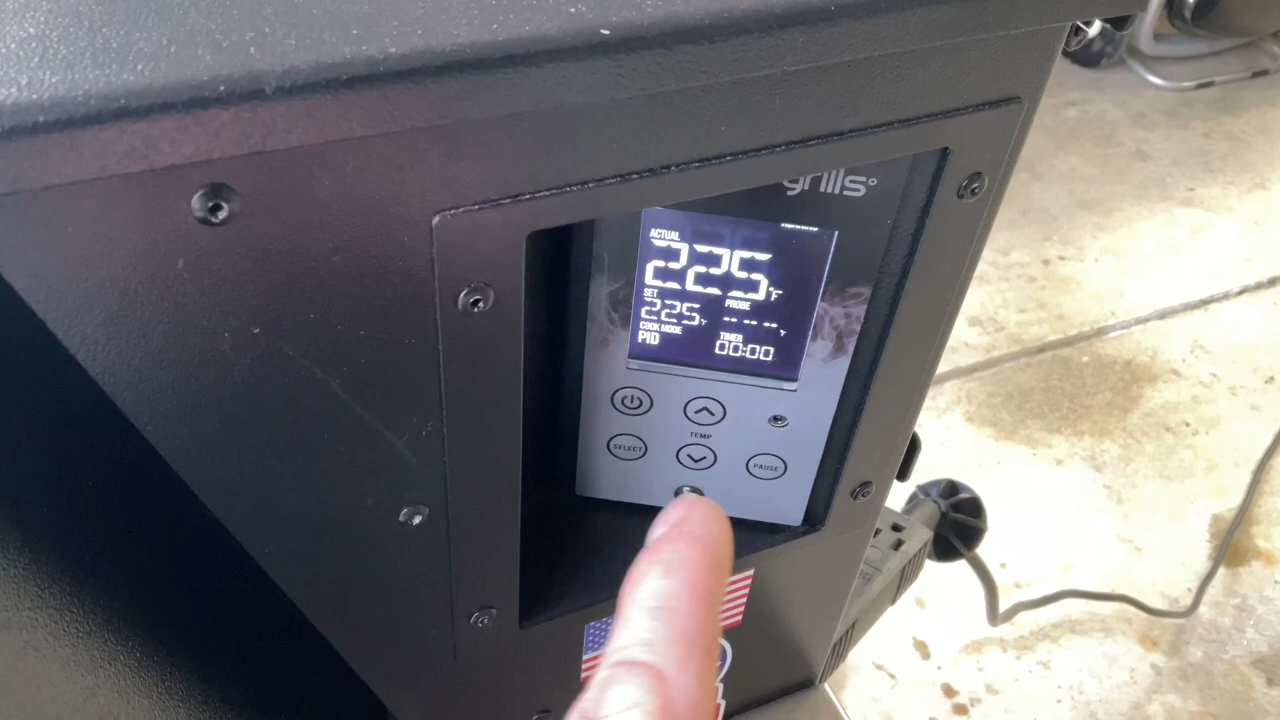 grills°
ACTUAL
225°F
SET PROBE
225°F -- -- --°F
COOK MODE TIMER
PID 00:00
TEMP
SELECT
PAUSE